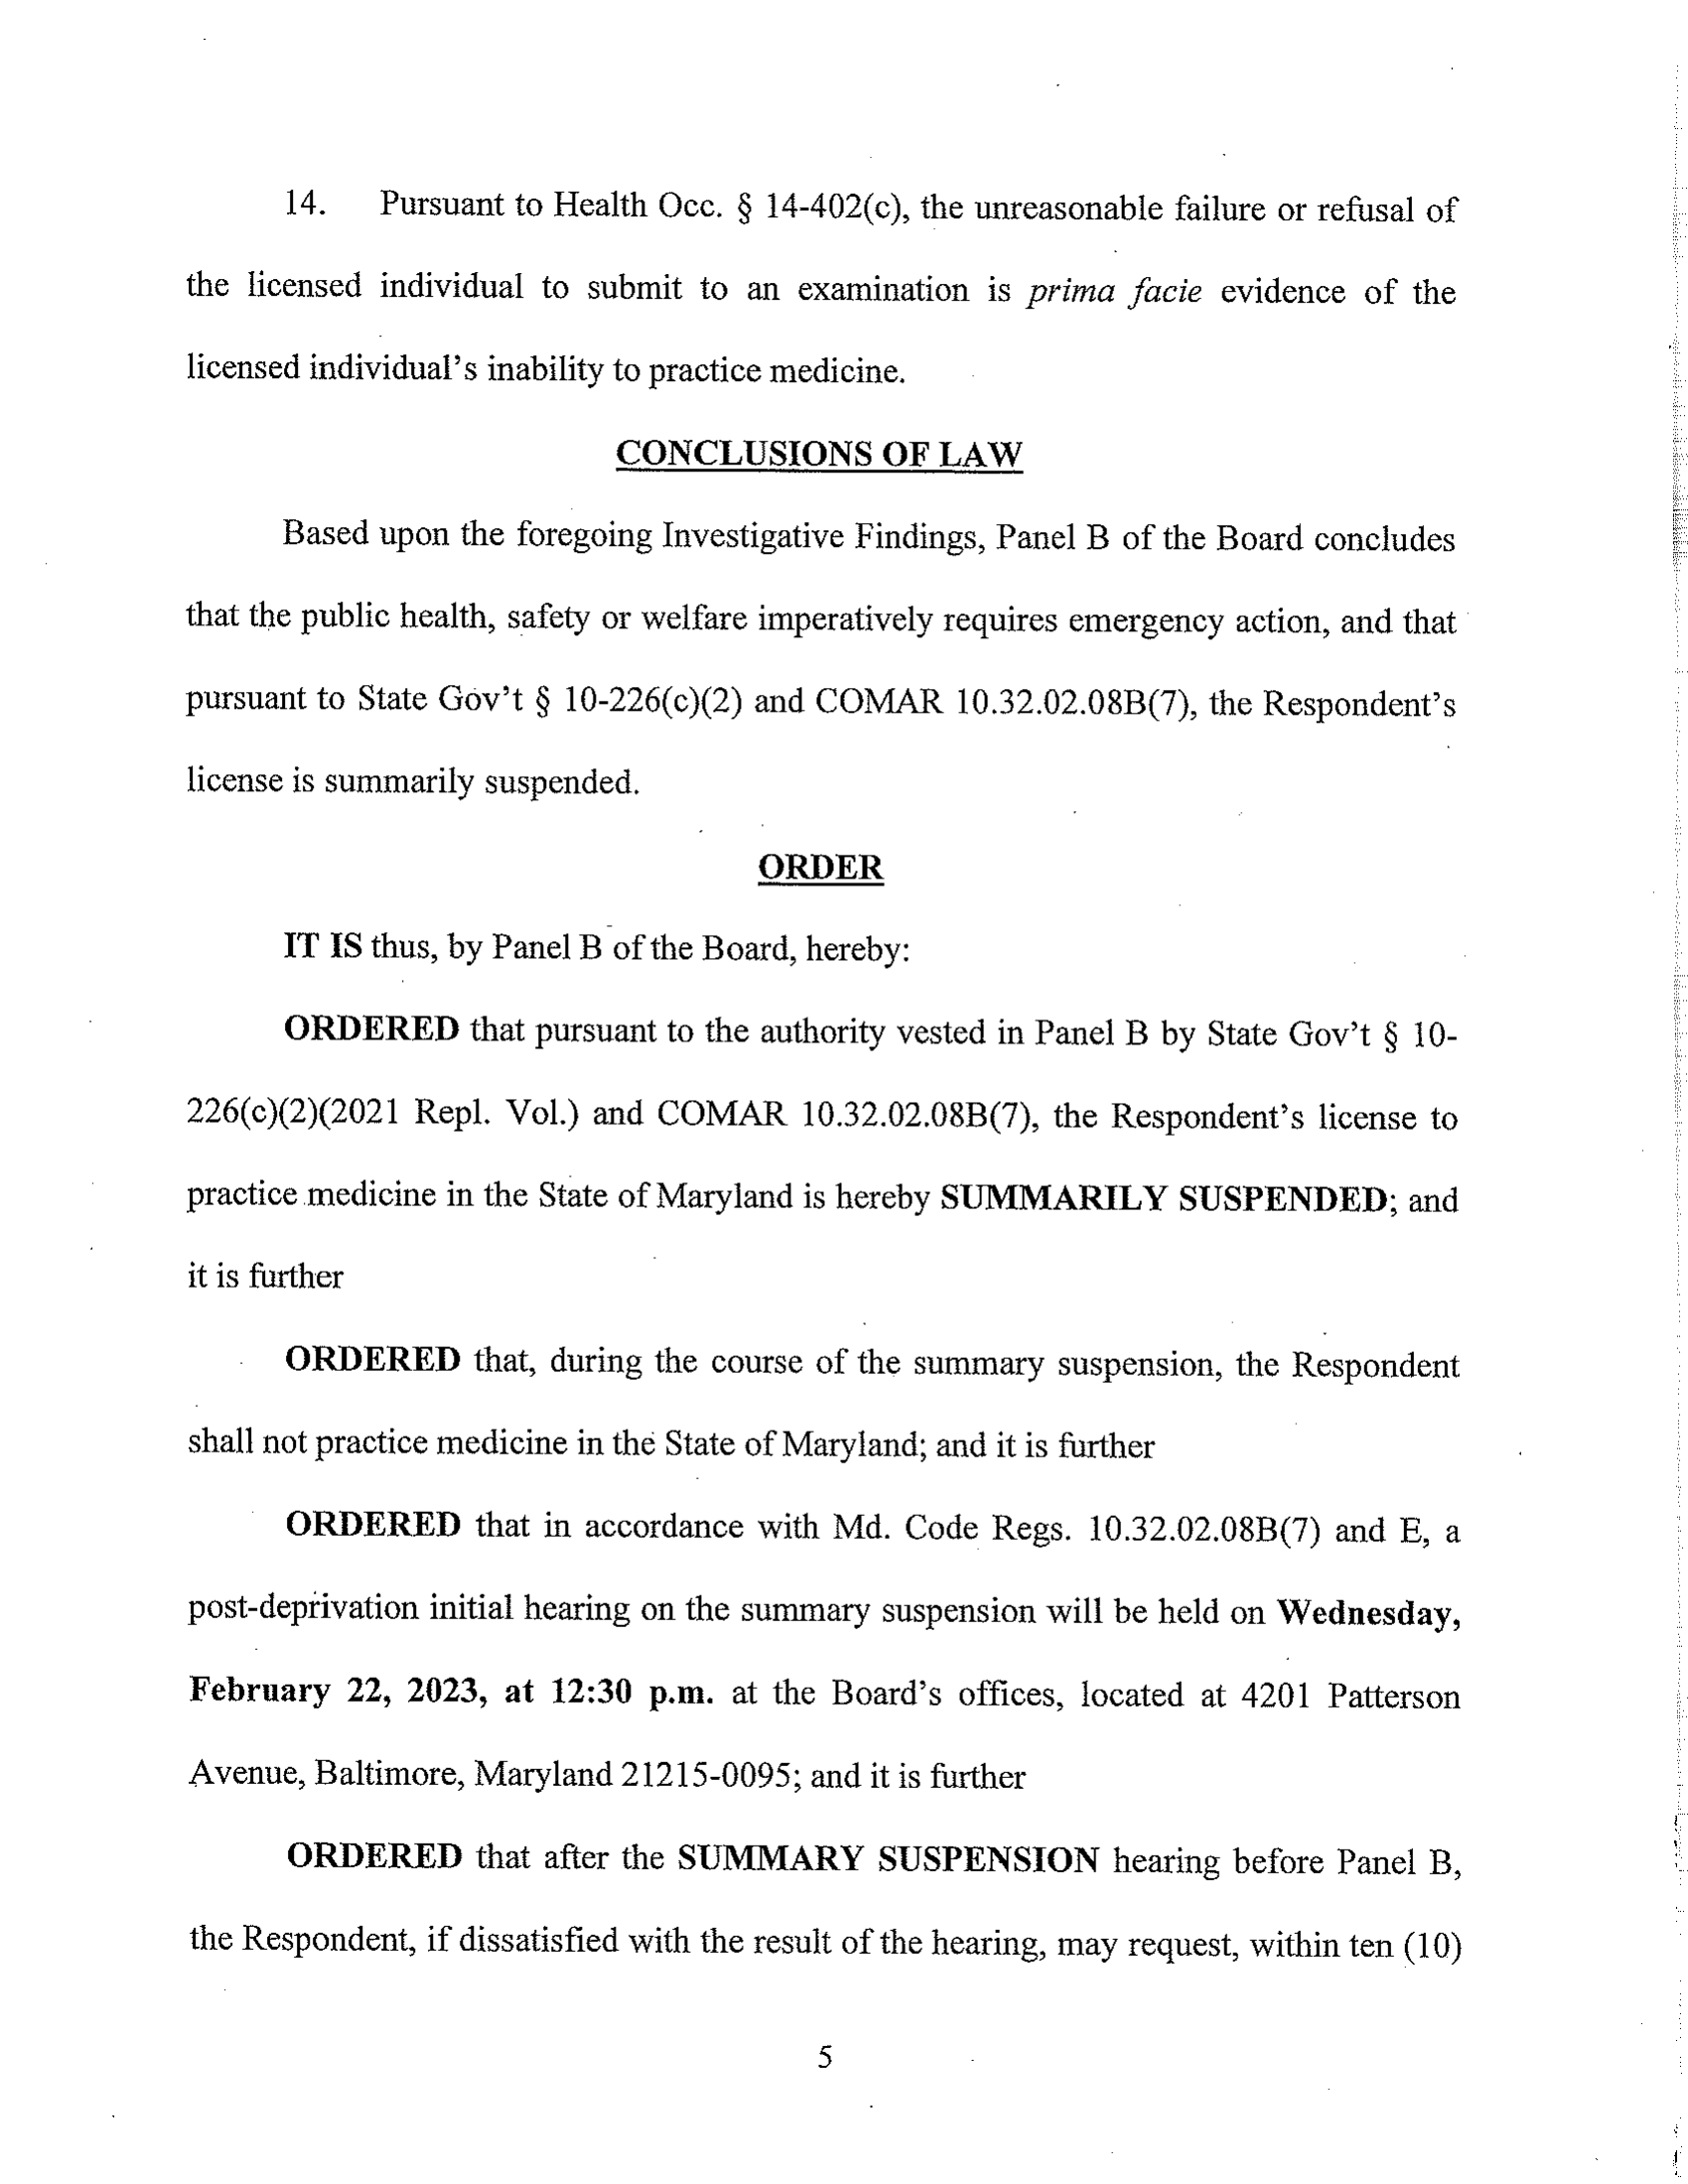 14. Pursuant to Health Occ. § 14-402(c), the unreasonable failure or refusal of
the licensed individual to submit to an examination is prima facie evidence of the
licensed individual's inability to practice medicine.
CONCLUSIONS OF LAW
Based upon the foregoing Investigative Findings, Panel B of the Board concludes
that the public health, safety or welfare imperatively requires emergency action, and that
pursuant to State Gov't § 10-226(c)(2) and COMAR 10.32.02.08B(7), the Respondent's
license is summarily suspended.
ORDER
IT IS thus, by Panel B of the Board, hereby:
ORDERED that pursuant to the authority vested in Panel B by State Gov't § 10-
226(c)(2)(2021 Repl. Vol.) and COMAR 10.32.02.08B(7), the Respondent's license to
practice medicine in the State of Maryland is hereby SUMMARILY SUSPENDED; and
it is further
ORDERED that, during the course of the summary suspension, the Respondent
shall not practice medicine in the State of Maryland; and it is further
ORDERED that in accordance with Md. Code Regs. 10.32.02.08B(7) and E, a
post-deprivation initial hearing on the summary suspension will be held on Wednesday,
February 22, 2023, at 12:30 p.m. at the Board's offices, located at 4201 Patterson
Avenue, Baltimore, Maryland 21215-0095; and it is further
ORDERED that after the SUMMARY SUSPENSION hearing before Panel B,
the Respondent, if dissatisfied with the result of the hearing, may request, within ten (10)
5